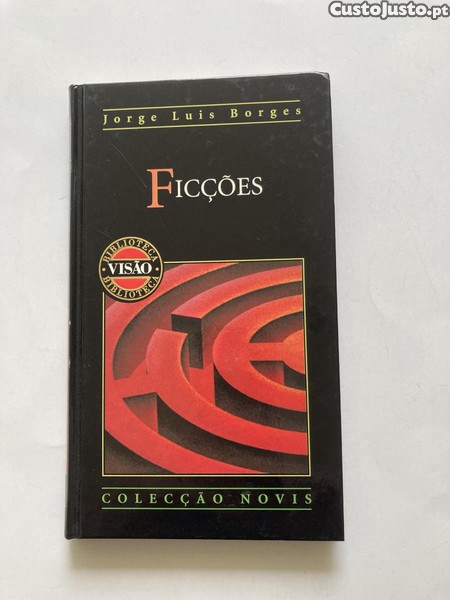 CustoJusto.pt
Jorge Luis Borges
FICÇÕES
BIBLIOTECA
VISÃO
BIBLIOTECA
COLECÇÃO NOVIS